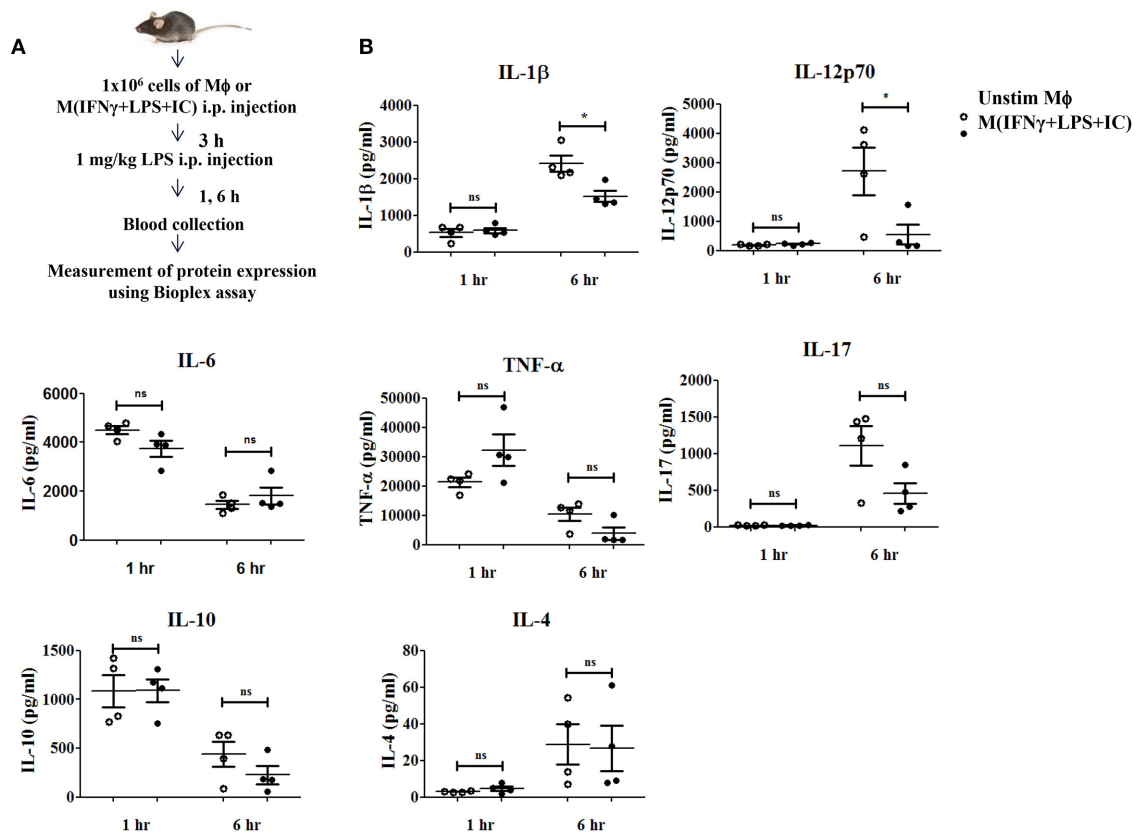 A
1x10⁶ cells of Mϕ or
M(IFNγ+LPS+IC) i.p. injection
3 h
1 mg/kg LPS i.p. injection
1, 6 h
Blood collection
Measurement of protein expression
using Bioplex assay
B
IL-1β
IL-1β (pg/ml)
4000
3000
2000
1000
0
ns
*
1 hr
6 hr
IL-12p70
IL-12p70 (pg/ml)
5000
4000
3000
2000
1000
0
ns
*
1 hr
6 hr
Unstim Mϕ
M(IFNγ+LPS+IC)
IL-6
IL-6 (pg/ml)
6000
4000
2000
0
ns
ns
1 hr
6 hr
TNF-α
TNF-α (pg/ml)
50000
40000
30000
20000
10000
0
ns
ns
1 hr
6 hr
IL-17
IL-17 (pg/ml)
2000
1500
1000
500
0
ns
ns
1 hr
6 hr
IL-10
IL-10 (pg/ml)
1500
1000
500
0
ns
ns
1 hr
6 hr
IL-4
IL-4 (pg/ml)
80
60
40
20
0
ns
ns
1 hr
6 hr